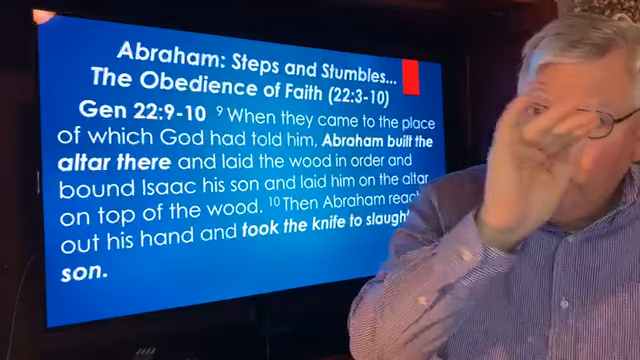 Abraham: Steps and Stumbles...
The Obedience of Faith (22:3-10)
Gen 22:9-10 9 When they came to the place
of which God had told him, Abraham built the
altar there and laid the wood in order and
bound Isaac his son and laid him on the altar
on top of the wood. 10 Then Abraham
out his hand and took the knife to
son.